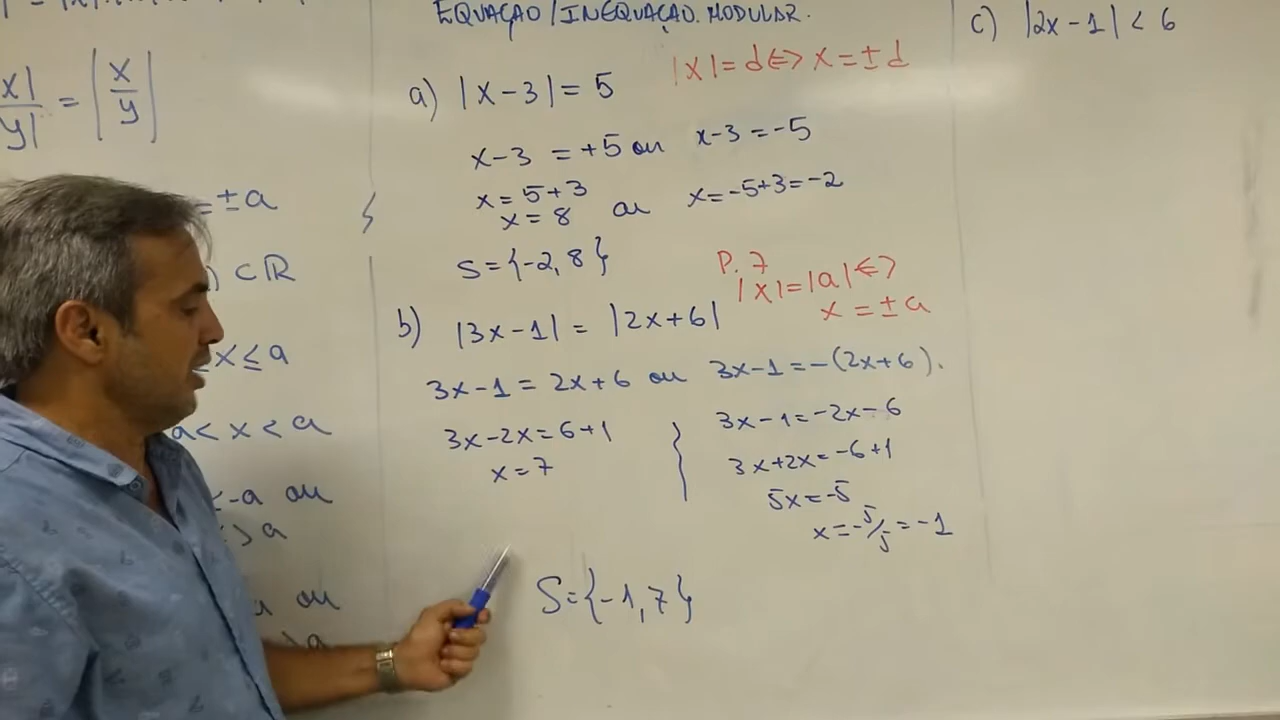 x|/y| = |x/y|
= ±a
) ⊂ ℝ
≤ x ≤ a
a < x < a
< -a ou
> a
ou
> a
EQUAÇÃO / INEQUAÇÃO MODULAR.
a) |x-3| = 5
|x| = d <=> x = ±d
x-3 = +5 ou x-3 = -5
x = 5+3
x = 8 ou x = -5+3 = -2
S = {-2, 8}
b) |3x-1| = |2x+6|
P. 7
|x| = |a| <=>
x = ±a
3x-1 = 2x+6 ou 3x-1 = -(2x+6).
3x-2x = 6+1
x = 7
3x-1 = -2x-6
3x+2x = -6+1
5x = -5
x = -5/5 = -1
S = {-1, 7}
c) |2x-1| < 6